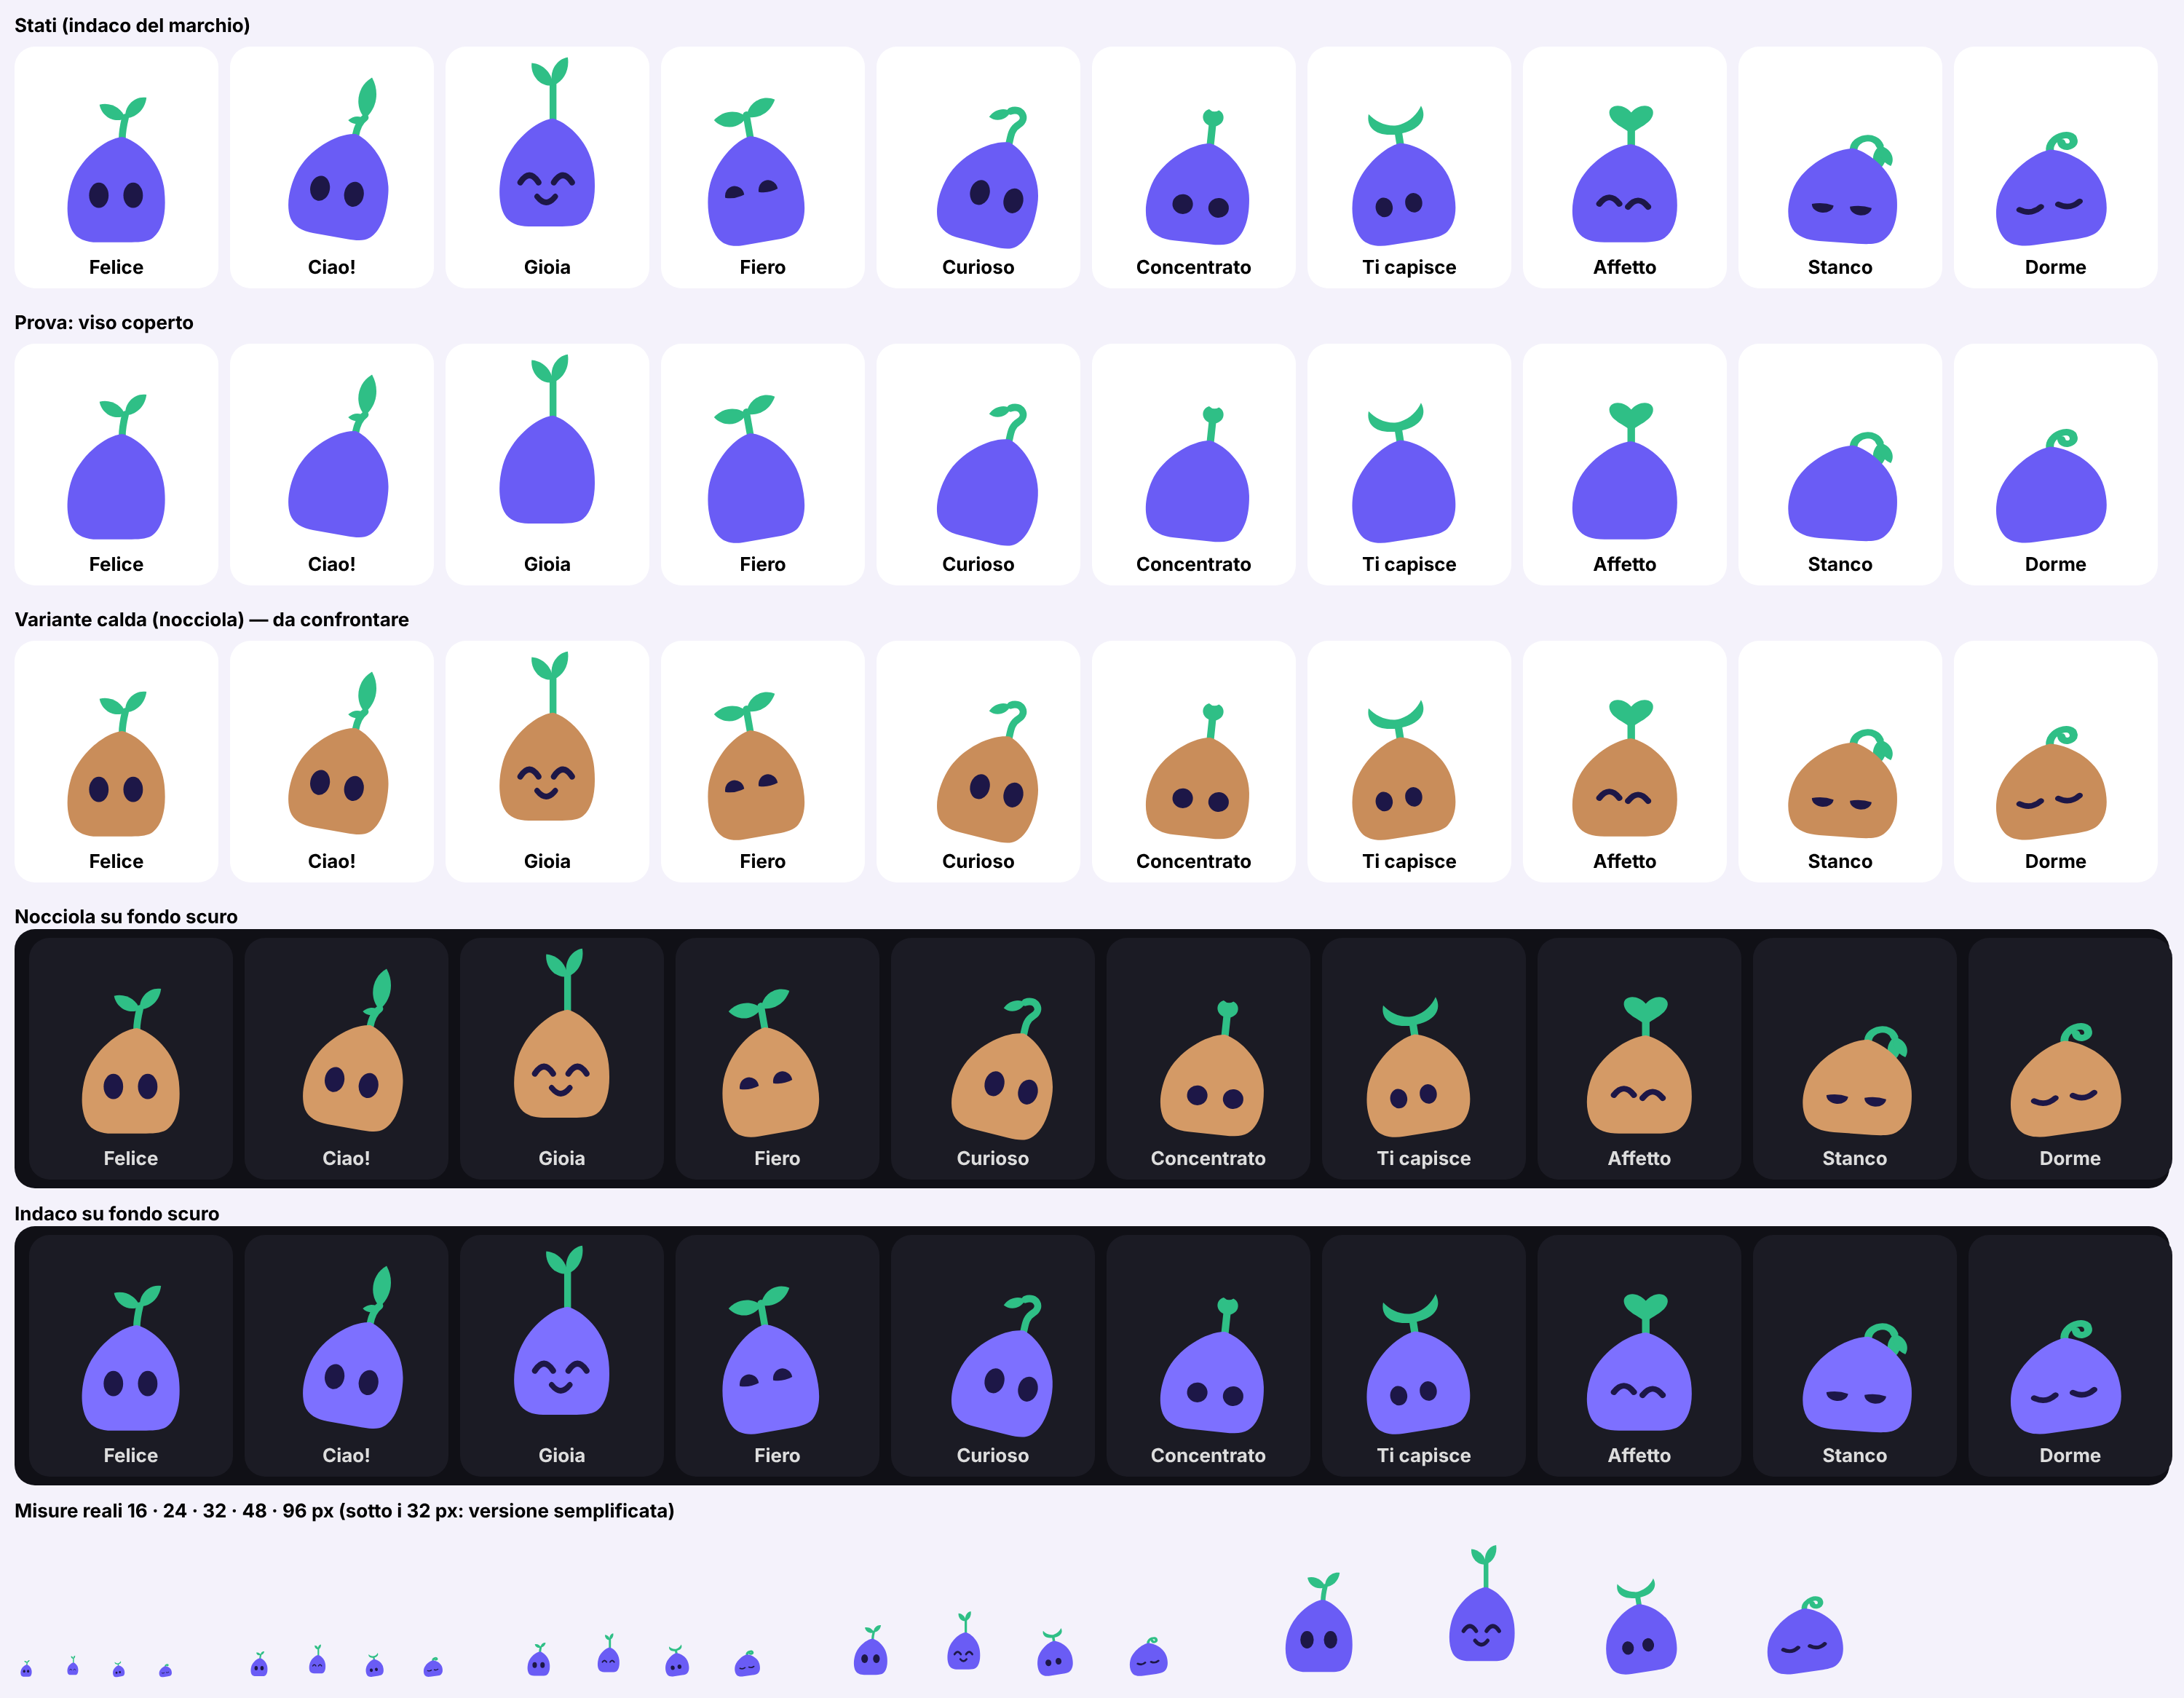 Stati (indaco del marchio)
Felice Ciao! Gioia Fiero Curioso Concentrato Ti capisce Affetto Stanco Dorme
Prova: viso coperto
Felice Ciao! Gioia Fiero Curioso Concentrato Ti capisce Affetto Stanco Dorme
Variante calda (nocciola) — da confrontare
Felice Ciao! Gioia Fiero Curioso Concentrato Ti capisce Affetto Stanco Dorme
Nocciola su fondo scuro
Felice Ciao! Gioia Fiero Curioso Concentrato Ti capisce Affetto Stanco Dorme
Indaco su fondo scuro
Felice Ciao! Gioia Fiero Curioso Concentrato Ti capisce Affetto Stanco Dorme
Misure reali 16 · 24 · 32 · 48 · 96 px (sotto i 32 px: versione semplificata)